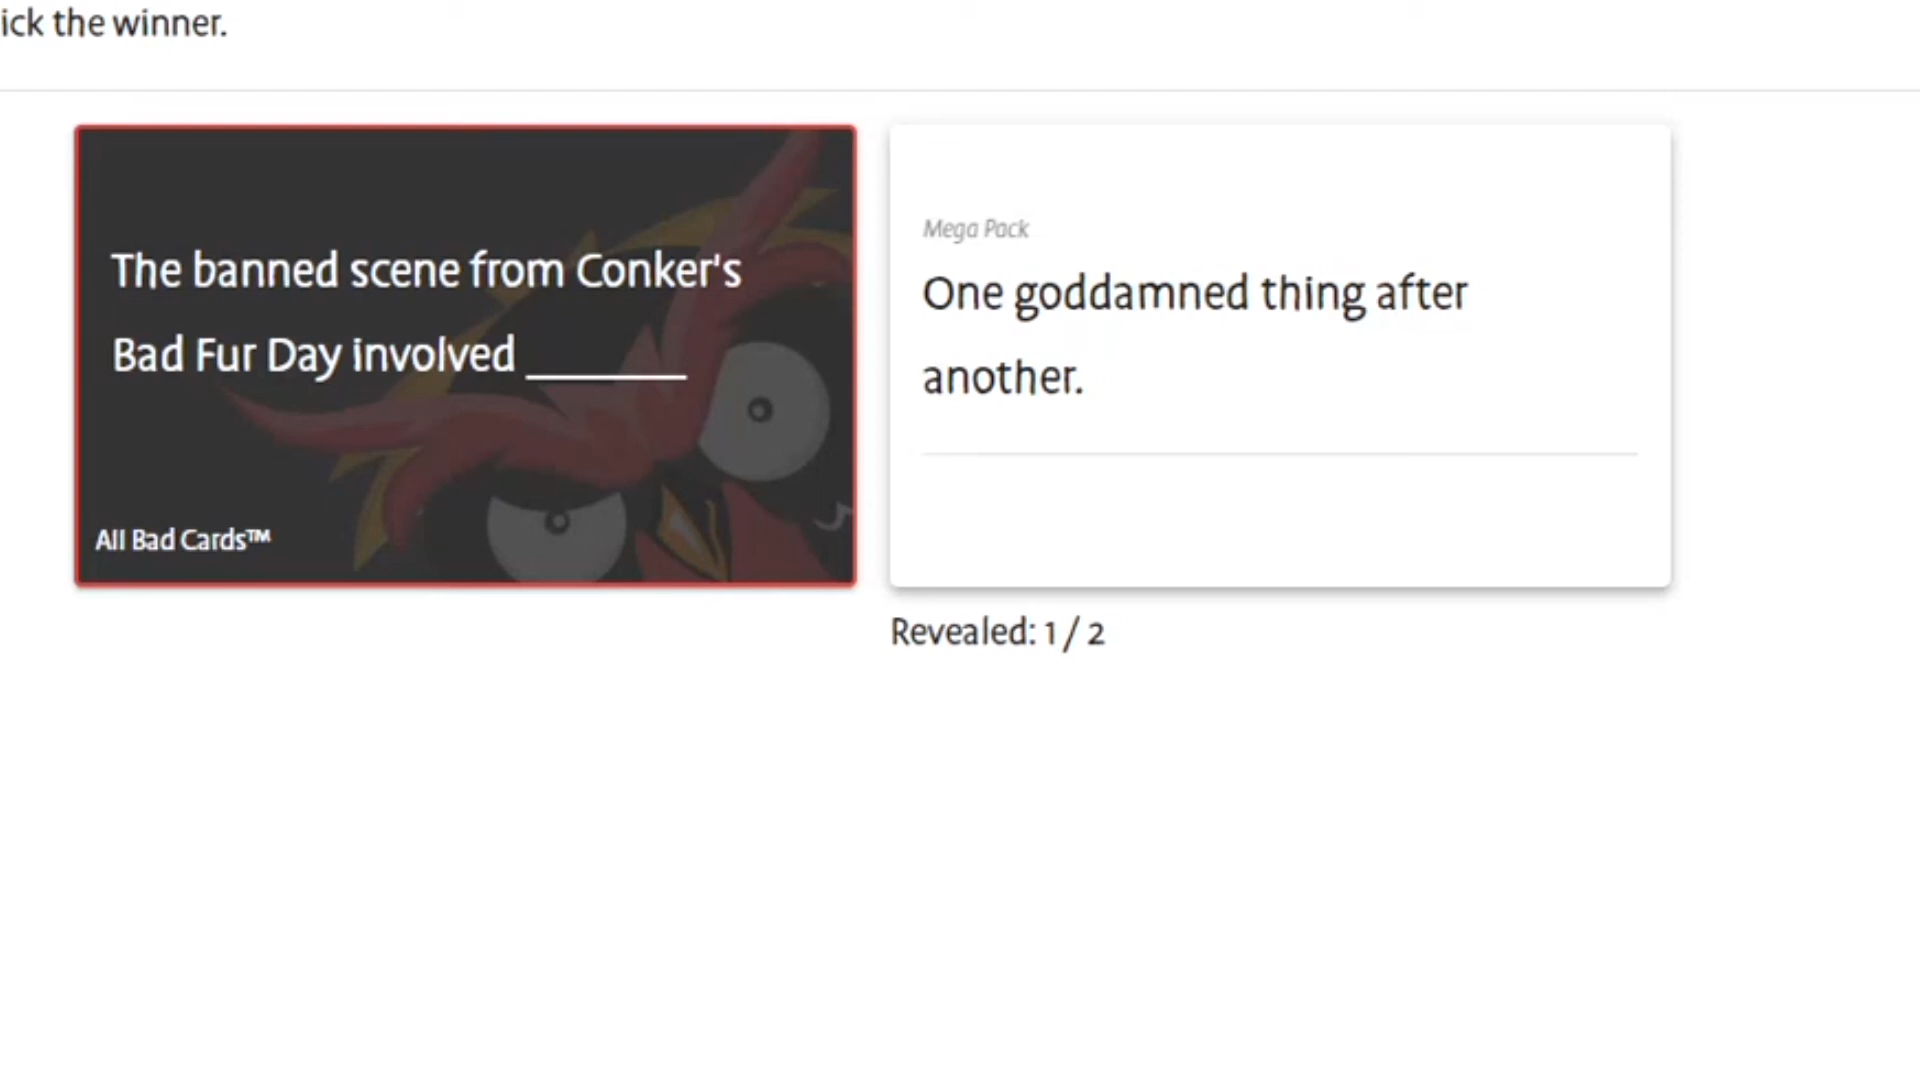 ick the winner.
The banned scene from Conker's
Bad Fur Day involved ________
All Bad Cards™
Mega Pack
One goddamned thing after
another.
Revealed: 1 / 2